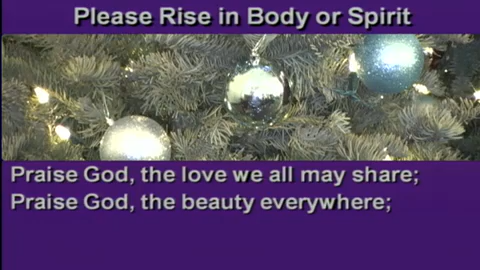 Please Rise in Body or Spirit
Praise God, the love we all may share;
Praise God, the beauty everywhere;